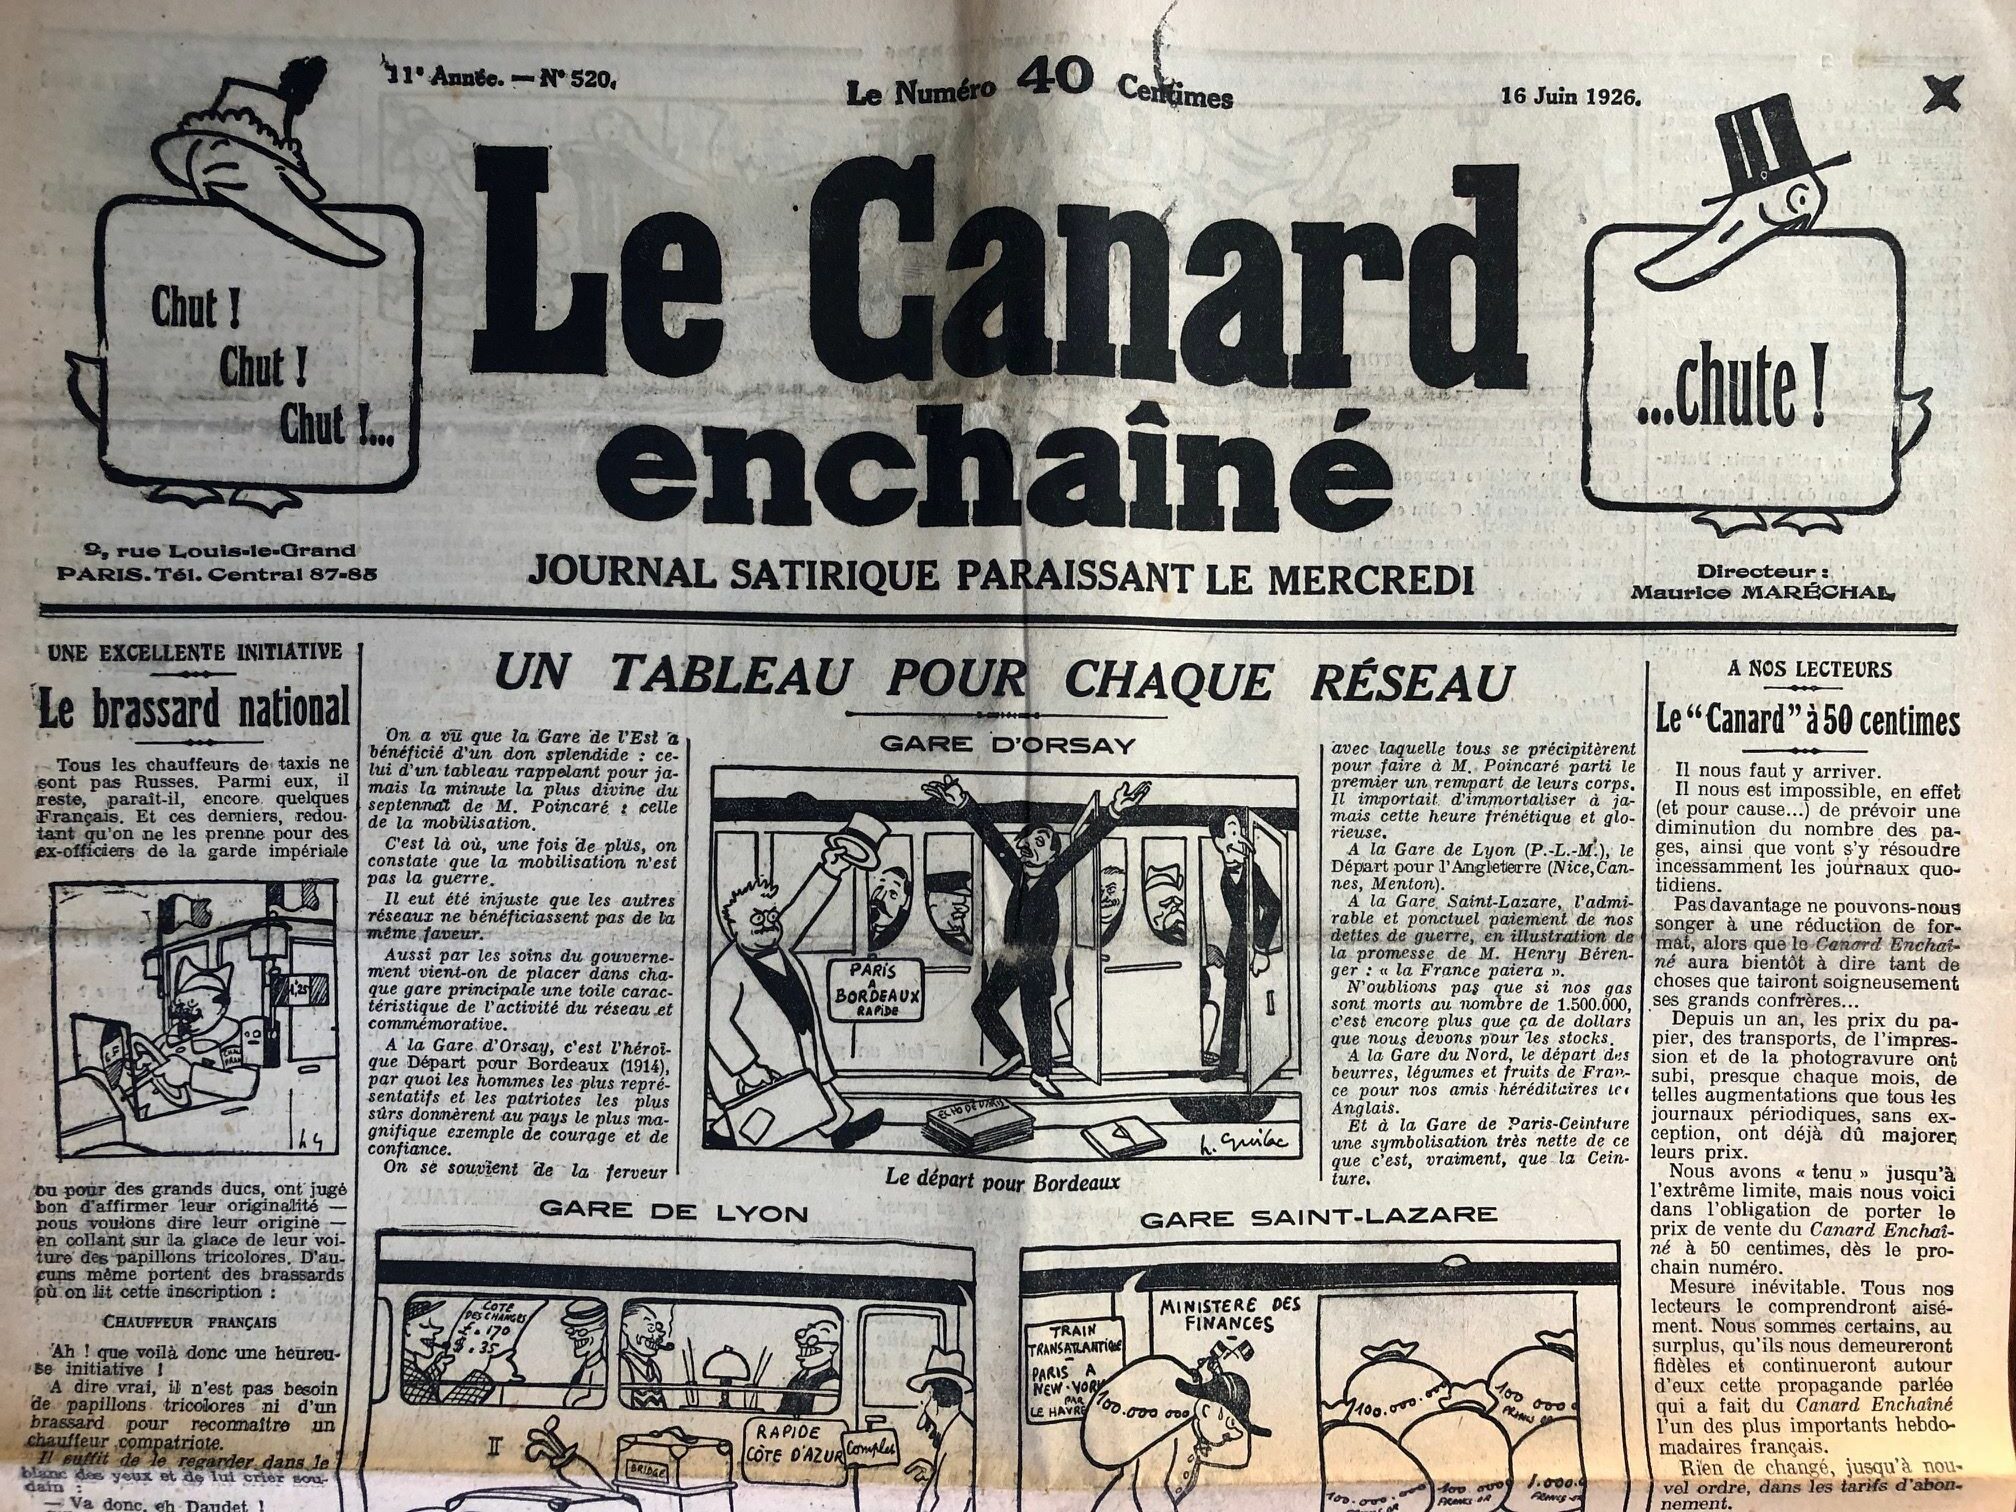 11e Année. — N° 520.
Le Numéro 40 Centimes
16 Juin 1926.
Chut !
Chut !
Chut !...
Le Canard
enchaîné
...chute !
9, rue Louis-le-Grand
PARIS. Tél. Central 87-85
JOURNAL SATIRIQUE PARAISSANT LE MERCREDI
Directeur :
Maurice MARÉCHAL
UNE EXCELLENTE INITIATIVE
Le brassard national
Tous les chauffeurs de taxis ne
sont pas Russes. Parmi eux, il
reste, paraît-il, encore quelques
Français. Et ces derniers, redou-
tant qu'on ne les prenne pour des
ex-officiers de la garde impériale
1.25
ou pour des grands ducs, ont jugé
bon d'affirmer leur originalité —
nous voulons dire leur origine —
en collant sur la glace de leur voi-
ture des papillons tricolores. D'au-
cuns même portent des brassards
où on lit cette inscription :
CHAUFFEUR FRANÇAIS
Ah ! que voilà donc une heureu-
se initiative !
A dire vrai, il n'est pas besoin
de papillons tricolores ni d'un
brassard pour reconnaître un
chauffeur compatriote.
Il suffit de le regarder dans le
blanc des yeux et de lui crier sou-
dain :
— Va donc, eh Daudet !
UN TABLEAU POUR CHAQUE RÉSEAU
On a vu que la Gare de l'Est a
bénéficié d'un don splendide : ce-
lui d'un tableau rappelant pour ja-
mais la minute la plus divine du
septennat de M. Poincaré : celle
de la mobilisation.
C'est là où, une fois de plus, on
constate que la mobilisation n'est
pas la guerre.
Il eut été injuste que les autres
réseaux ne bénéficiassent pas de la
même faveur.
Aussi par les soins du gouverne-
ment vient-on de placer dans cha-
que gare principale une toile carac-
téristique de l'activité du réseau et
commémorative.
A la Gare d'Orsay, c'est l'héroï-
que Départ pour Bordeaux (1914),
par quoi les hommes les plus repré-
sentatifs et les patriotes les plus
sûrs donnèrent au pays le plus ma-
gnifique exemple de courage et de
confiance.
On se souvient de la ferveur
GARE D'ORSAY
PARIS
A
BORDEAUX
RAPIDE
I
ECHO DE PARIS
h. Guilac
Le départ pour Bordeaux
avec laquelle tous se précipitèrent
pour faire à M. Poincaré parti le
premier un rempart de leurs corps.
Il importait d'immortaliser à ja-
mais cette heure frénétique et glo-
rieuse.
A la Gare de Lyon (P.-L.-M.), le
Départ pour l'Angleterre (Nice, Can-
nes, Menton).
A la Gare Saint-Lazare, l'admi-
rable et ponctuel paiement de nos
dettes de guerre, en illustration de
la promesse de M. Henry Béren-
ger : « la France paiera ».
N'oublions pas que si nos gas
sont morts au nombre de 1.500.000,
c'est encore plus que ça de dollars
que nous devons pour les stocks.
A la Gare du Nord, le départ des
beurres, légumes et fruits de Fran-
ce pour nos amis héréditaires les
Anglais.
Et à la Gare de Paris-Ceinture
une symbolisation très nette de ce
que c'est, vraiment, que la Cein-
ture.
GARE DE LYON
COTE
DES CHANGES
£. 170
$. 35
II
BRIDGE
RAPIDE
CÔTE D'AZUR
Complet
GARE SAINT-LAZARE
TRAIN
TRANSATLANTIQUE
PARIS A
NEW-YORK
PAR
LE HAVRE
MINISTERE DES
FINANCES
100.000.000
100.000.000
100 000
FRANCS OR
100.000.000
FRANCS OR
100 000
FRANCS OR
1.000.0
FRANCS OR
A NOS LECTEURS
Le "Canard" à 50 centimes
Il nous faut y arriver.
Il nous est impossible, en effet
(et pour cause...) de prévoir une
diminution du nombre des pa-
ges, ainsi que vont s'y résoudre
incessamment les journaux quo-
tidiens.
Pas davantage ne pouvons-nous
songer à une réduction de for-
mat, alors que le Canard Enchaî-
né aura bientôt à dire tant de
choses que tairont soigneusement
ses grands confrères...
Depuis un an, les prix du pa-
pier, des transports, de l'impres-
sion et de la photogravure ont
subi, presque chaque mois, de
telles augmentations que tous les
journaux périodiques, sans ex-
ception, ont déjà dû majorer
leurs prix.
Nous avons « tenu » jusqu'à
l'extrême limite, mais nous voici
dans l'obligation de porter le
prix de vente du Canard Enchaî-
né à 50 centimes, dès le pro-
chain numéro.
Mesure inévitable. Tous nos
lecteurs le comprendront aisé-
ment. Nous sommes certains, au
surplus, qu'ils nous demeureront
fidèles et continueront autour
d'eux cette propagande parlée
qui a fait du Canard Enchaîné
l'un des plus importants hebdo-
madaires français.
Rien de changé, jusqu'à nou-
vel ordre, dans les tarifs d'abon-
nement.